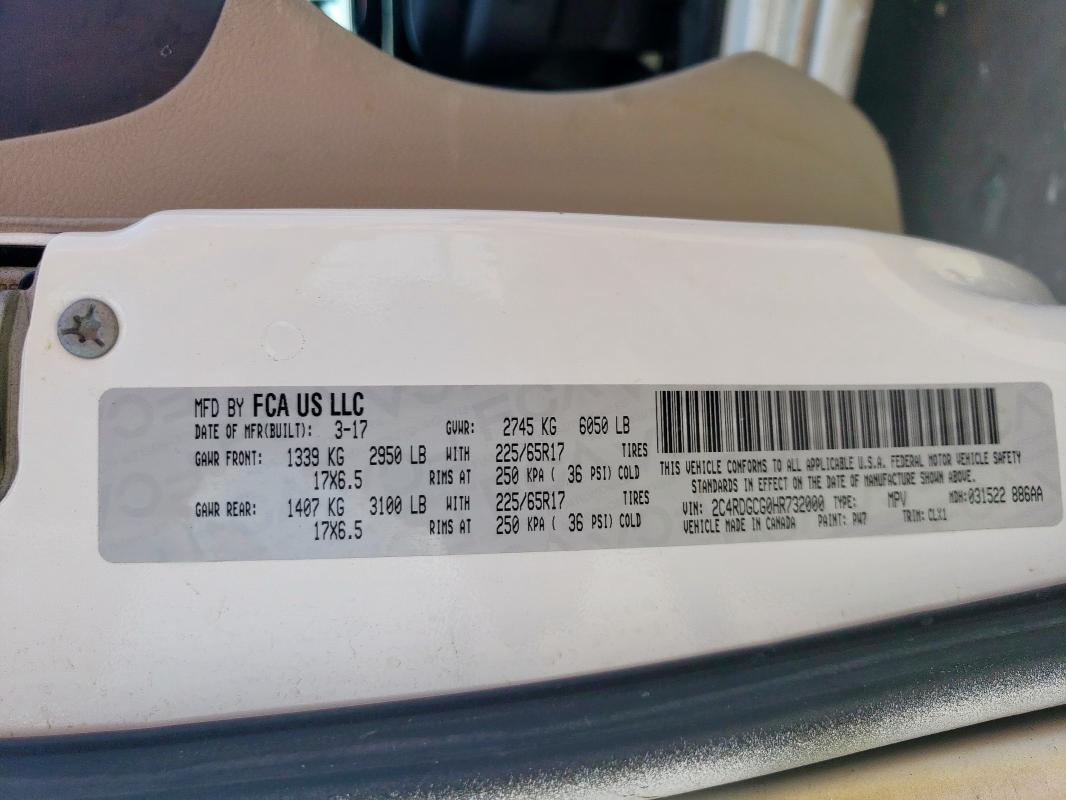 MFD BY FCA US LLC
DATE OF MFR(BUILT): 3-17 GVWR: 2745 KG 6050 LB
GAWR FRONT: 1339 KG 2950 LB WITH 225/65R17 TIRES
17X6.5 RIMS AT 250 KPA ( 36 PSI) COLD
GAWR REAR: 1407 KG 3100 LB WITH 225/65R17 TIRES
17X6.5 RIMS AT 250 KPA ( 36 PSI) COLD
THIS VEHICLE CONFORMS TO ALL APPLICABLE U.S.A. FEDERAL MOTOR VEHICLE SAFETY
STANDARDS IN EFFECT ON THE DATE OF MANUFACTURE SHOWN ABOVE.
VIN: 2C4RDGCG0HR732000 TYPE: MPV MDH: 031522 886AA
VEHICLE MADE IN CANADA PAINT: PW7 TRIM: CLX1